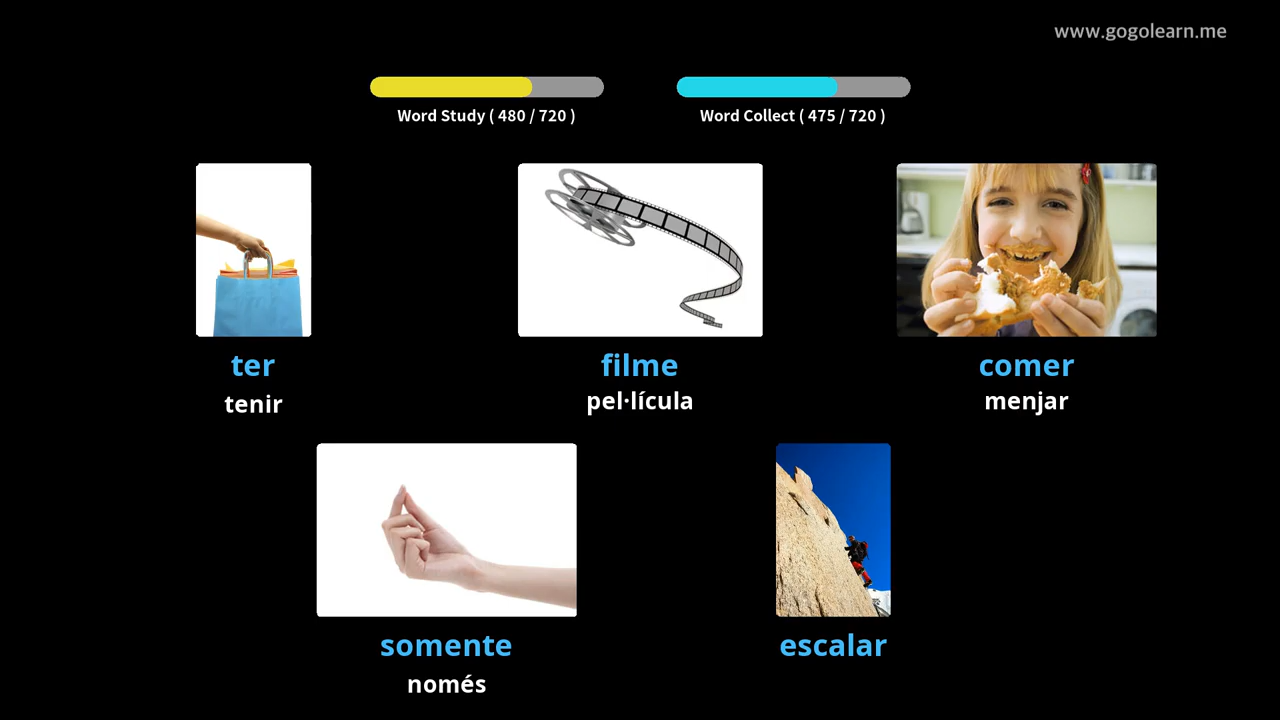 www.gogolearn.me
Word Study ( 480 / 720 )
Word Collect ( 475 / 720 )
ter
filme
comer
tenir
pel·lícula
menjar
somente
escalar
només